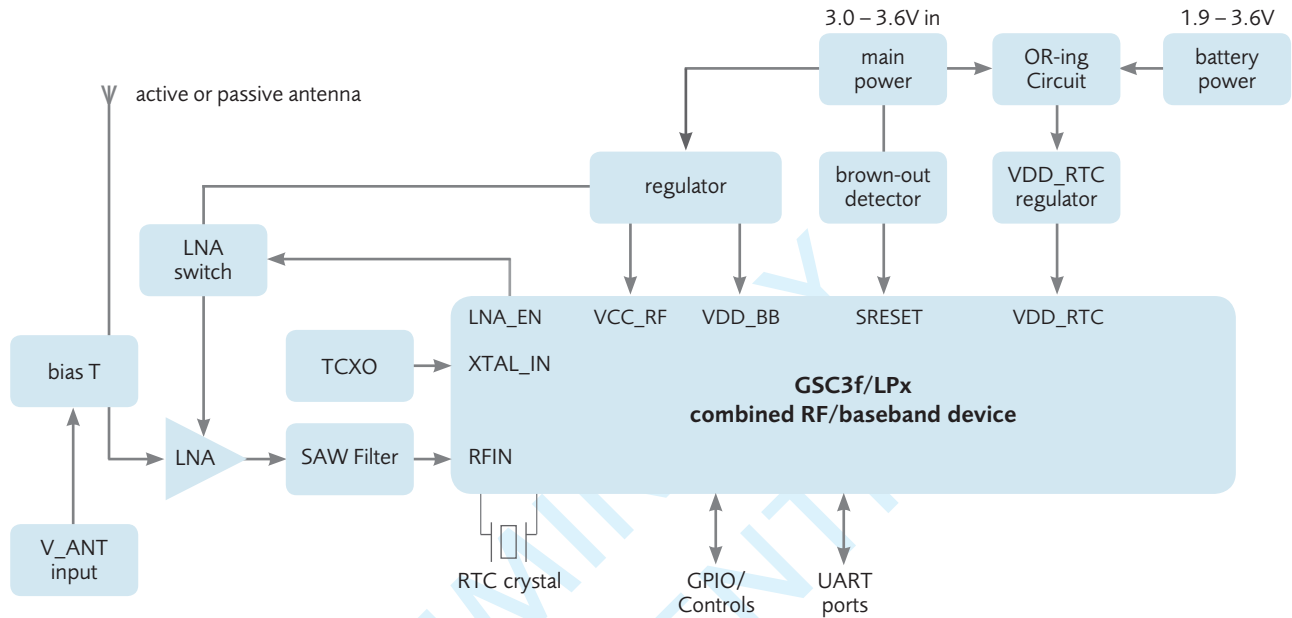 3.0 – 3.6V in
1.9 – 3.6V
main
power
OR-ing
Circuit
battery
power
active or passive antenna
regulator
brown-out
detector
VDD_RTC
regulator
LNA
switch
LNA_EN
VCC_RF
VDD_BB
SRESET
VDD_RTC
bias T
TCXO
XTAL_IN
GSC3f/LPx
combined RF/baseband device
LNA
SAW Filter
RFIN
V_ANT
input
RTC crystal
GPIO/
Controls
UART
ports